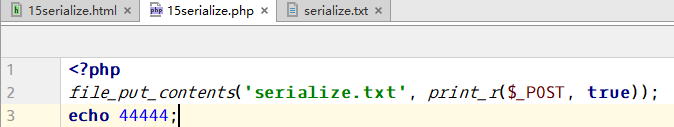 15serialize.html × 15serialize.php × serialize.txt ×
1 <?php
2 file_put_contents('serialize.txt', print_r($_POST, true));
3 echo 44444;